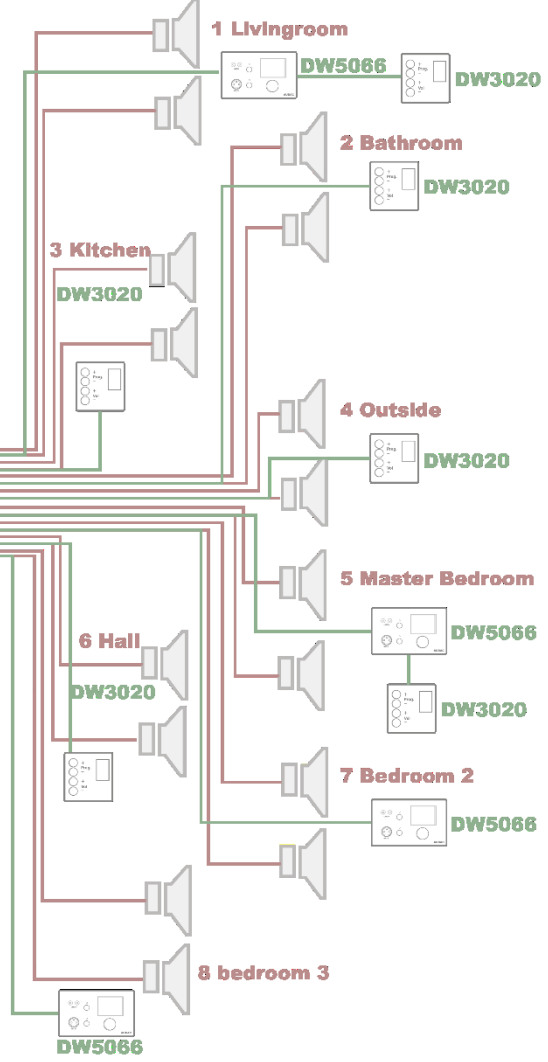 1 Livingroom
DW5066
DW3020
2 Bathroom
DW3020
3 Kitchen
DW3020
4 Outside
DW3020
5 Master Bedroom
DW5066
DW3020
6 Hall
DW3020
7 Bedroom 2
DW5066
8 bedroom 3
DW5066